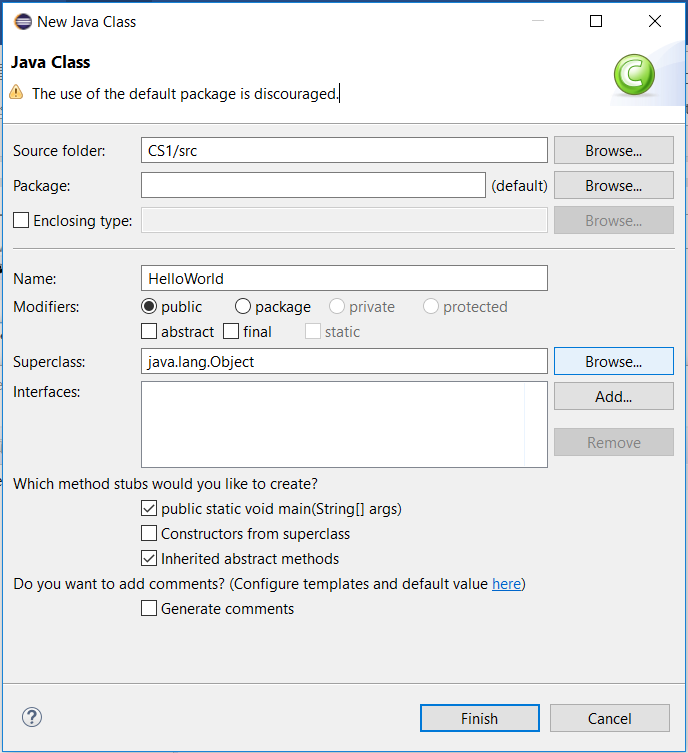 New Java Class
Java Class
The use of the default package is discouraged.
Source folder: CS1/src Browse...
Package: (default) Browse...
Enclosing type: Browse...
Name: HelloWorld
Modifiers: public package private protected
abstract final static
Superclass: java.lang.Object Browse...
Interfaces: Add...
Remove
Which method stubs would you like to create?
public static void main(String[] args)
Constructors from superclass
Inherited abstract methods
Do you want to add comments? (Configure templates and default value here)
Generate comments
? Finish Cancel